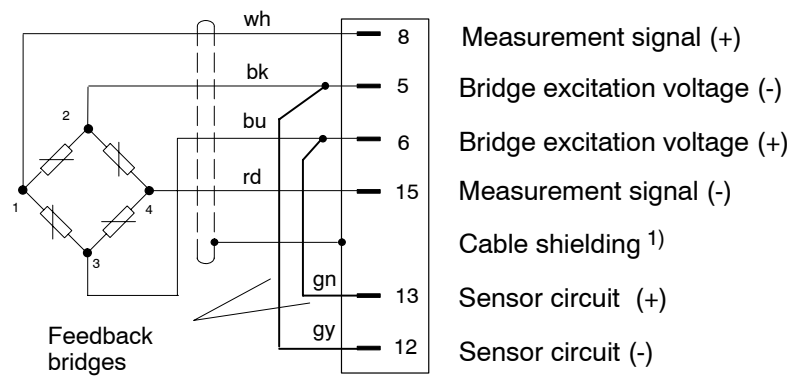 wh 8 Measurement signal (+)
2 bk 5 Bridge excitation voltage (-)
bu 6 Bridge excitation voltage (+)
1 4 rd 15 Measurement signal (-)
3 Cable shielding 1)
gn 13 Sensor circuit (+)
Feedback
bridges
gy 12 Sensor circuit (-)